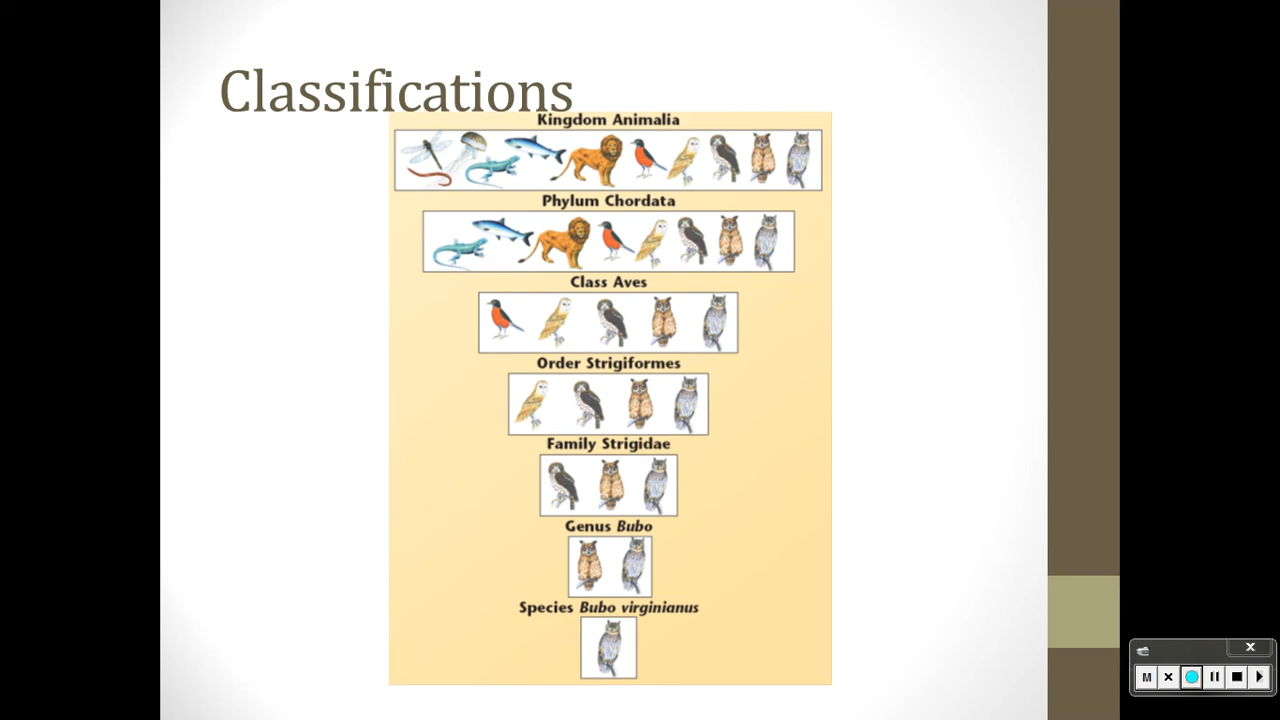 Classifications
Kingdom Animalia
Phylum Chordata
Class Aves
Order Strigiformes
Family Strigidae
Genus Bubo
Species Bubo virginianus
M